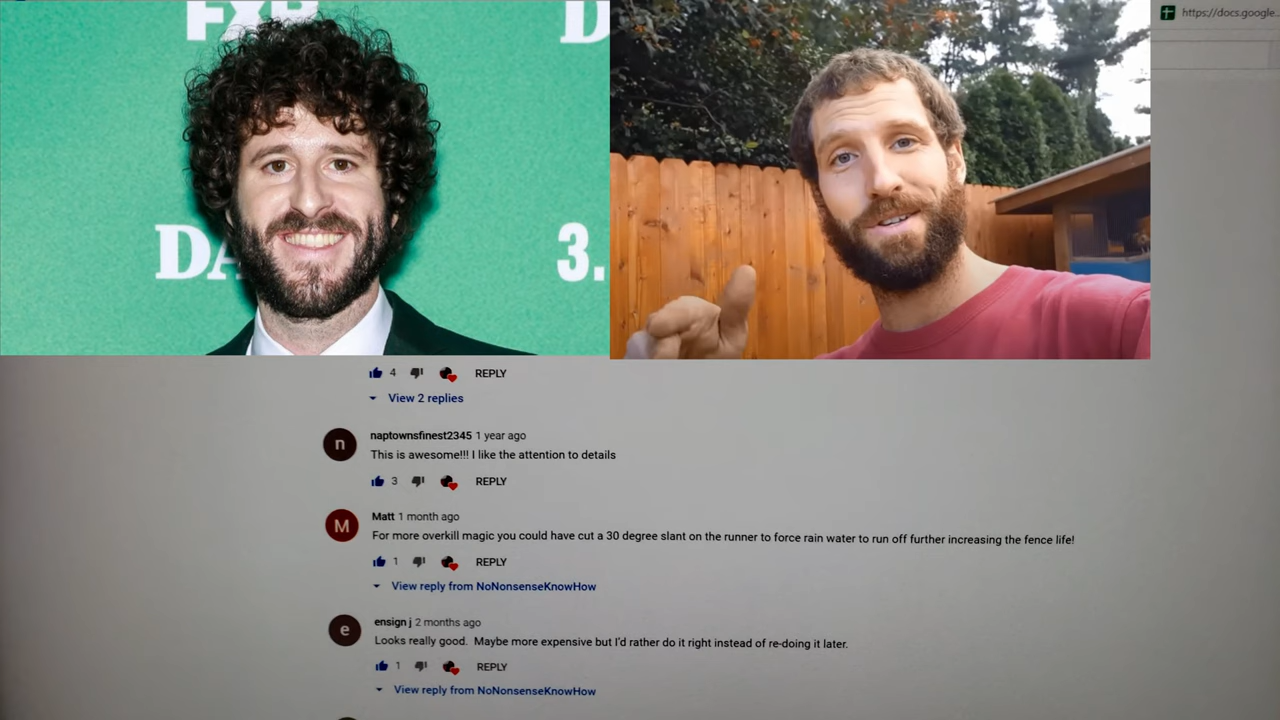 FXP
D
DA
3.
https://docs.google...
4 REPLY
View 2 replies
n
naptownsfinest2345 1 year ago
This is awesome!!! I like the attention to details
3 REPLY
M
Matt 1 month ago
For more overkill magic you could have cut a 30 degree slant on the runner to force rain water to run off further increasing the fence life!
1 REPLY
View reply from NoNonsenseKnowHow
e
ensign j 2 months ago
Looks really good. Maybe more expensive but I'd rather do it right instead of re-doing it later.
1 REPLY
View reply from NoNonsenseKnowHow